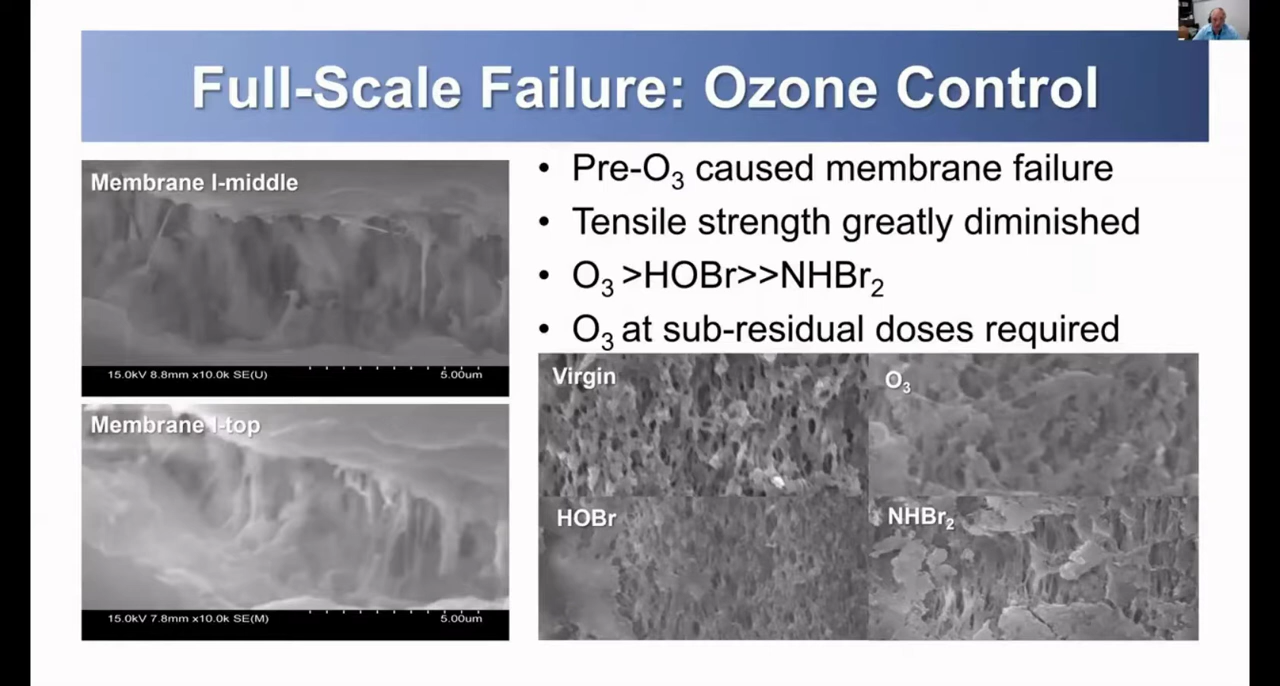 Full-Scale Failure: Ozone Control
Membrane I-middle
15.0kV 8.8mm x10.0k SE(U)
5.00um
Membrane I-top
15.0kV 7.8mm x10.0k SE(M)
5.00um
• Pre-O₃ caused membrane failure
• Tensile strength greatly diminished
• O₃ >HOBr>>NHBr₂
• O₃ at sub-residual doses required
Virgin
O₃
HOBr
NHBr₂